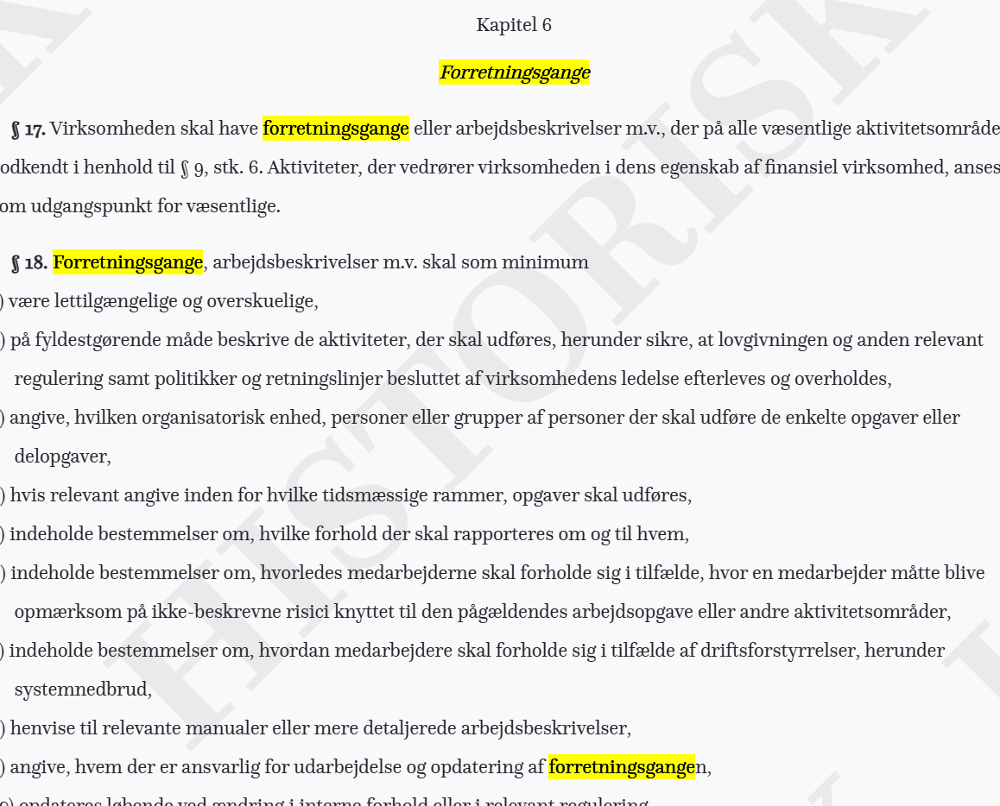 Kapitel 6
Forretningsgange
§ 17. Virksomheden skal have forretningsgange eller arbejdsbeskrivelser m.v., der på alle væsentlige aktivitetsområde
odkendt i henhold til § 9, stk. 6. Aktiviteter, der vedrører virksomheden i dens egenskab af finansiel virksomhed, anses
om udgangspunkt for væsentlige.
§ 18. Forretningsgange, arbejdsbeskrivelser m.v. skal som minimum
) være lettilgængelige og overskuelige,
) på fyldestgørende måde beskrive de aktiviteter, der skal udføres, herunder sikre, at lovgivningen og anden relevant
regulering samt politikker og retningslinjer besluttet af virksomhedens ledelse efterleves og overholdes,
) angive, hvilken organisatorisk enhed, personer eller grupper af personer der skal udføre de enkelte opgaver eller
delopgaver,
) hvis relevant angive inden for hvilke tidsmæssige rammer, opgaver skal udføres,
) indeholde bestemmelser om, hvilke forhold der skal rapporteres om og til hvem,
) indeholde bestemmelser om, hvorledes medarbejderne skal forholde sig i tilfælde, hvor en medarbejder måtte blive
opmærksom på ikke-beskrevne risici knyttet til den pågældendes arbejdsopgave eller andre aktivitetsområder,
) indeholde bestemmelser om, hvordan medarbejdere skal forholde sig i tilfælde af driftsforstyrrelser, herunder
systemnedbrud,
) henvise til relevante manualer eller mere detaljerede arbejdsbeskrivelser,
) angive, hvem der er ansvarlig for udarbejdelse og opdatering af forretningsgangen,
0) opdateres løbende ved ændring i interne forhold eller i relevant regulering
HISTORISK